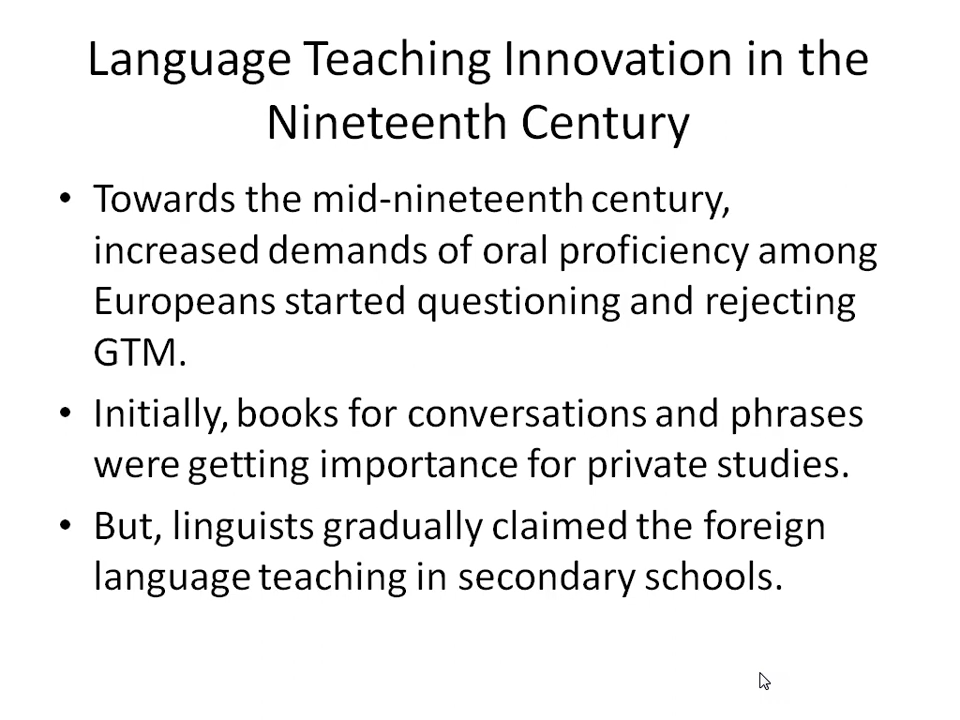 Language Teaching Innovation in the
Nineteenth Century
• Towards the mid-nineteenth century,
increased demands of oral proficiency among
Europeans started questioning and rejecting
GTM.
• Initially, books for conversations and phrases
were getting importance for private studies.
• But, linguists gradually claimed the foreign
language teaching in secondary schools.